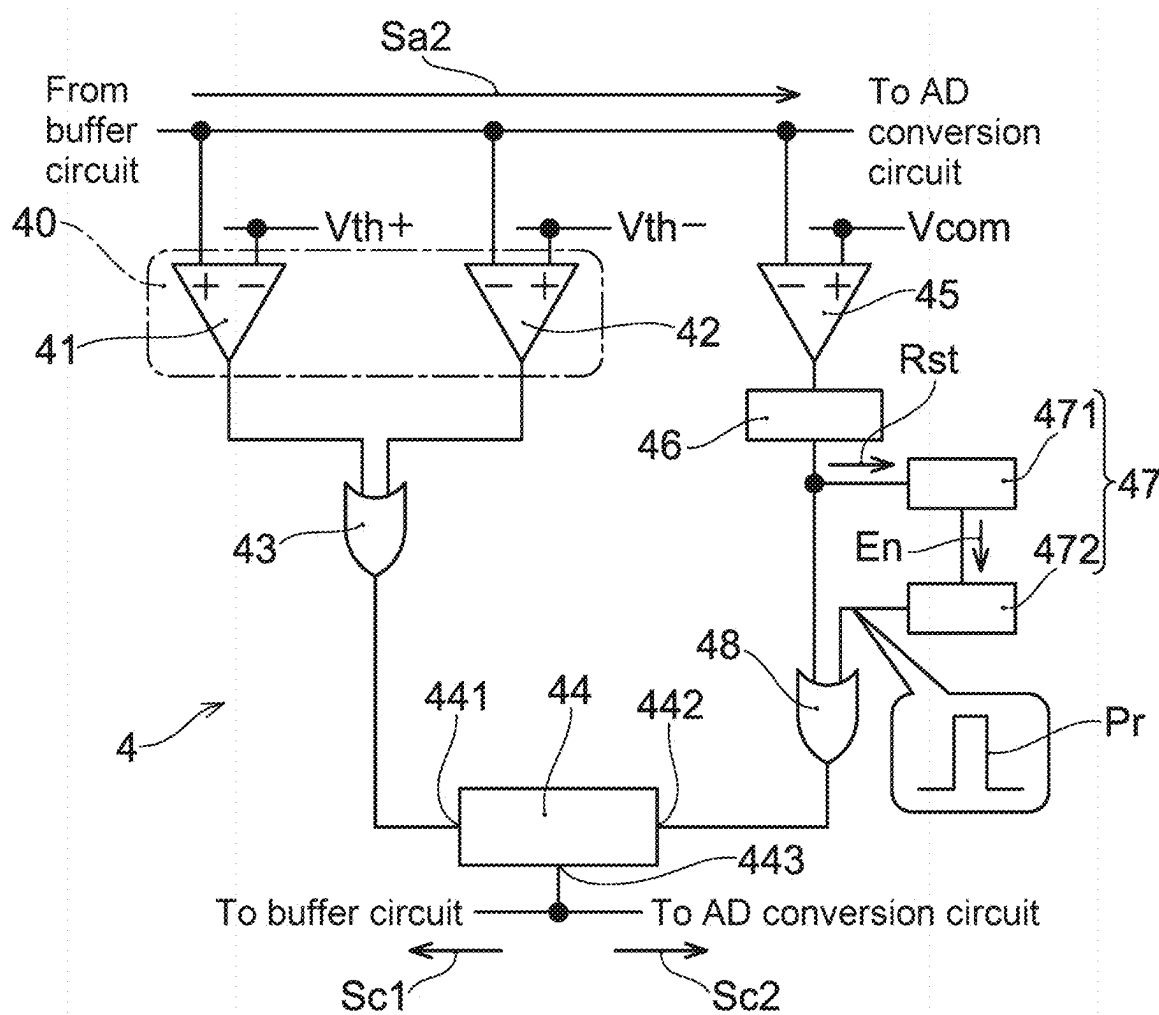 Sa2
From
buffer
circuit
To AD
conversion
circuit
40
Vth+
Vth−
Vcom
+ −
− +
− +
41
42
45
Rst
46
471
47
43
En
472
48
441
44
442
Pr
4
443
To buffer circuit
To AD conversion circuit
Sc1
Sc2